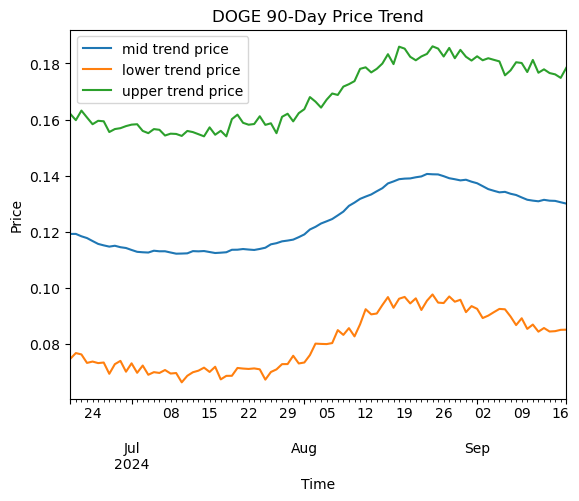 DOGE 90-Day Price Trend
mid trend price
lower trend price
upper trend price
0.18
0.16
0.14
0.12
0.10
0.08
Price
24 08 15 22 29 05 12 19 26 02 09 16
Jul Aug Sep
2024
Time